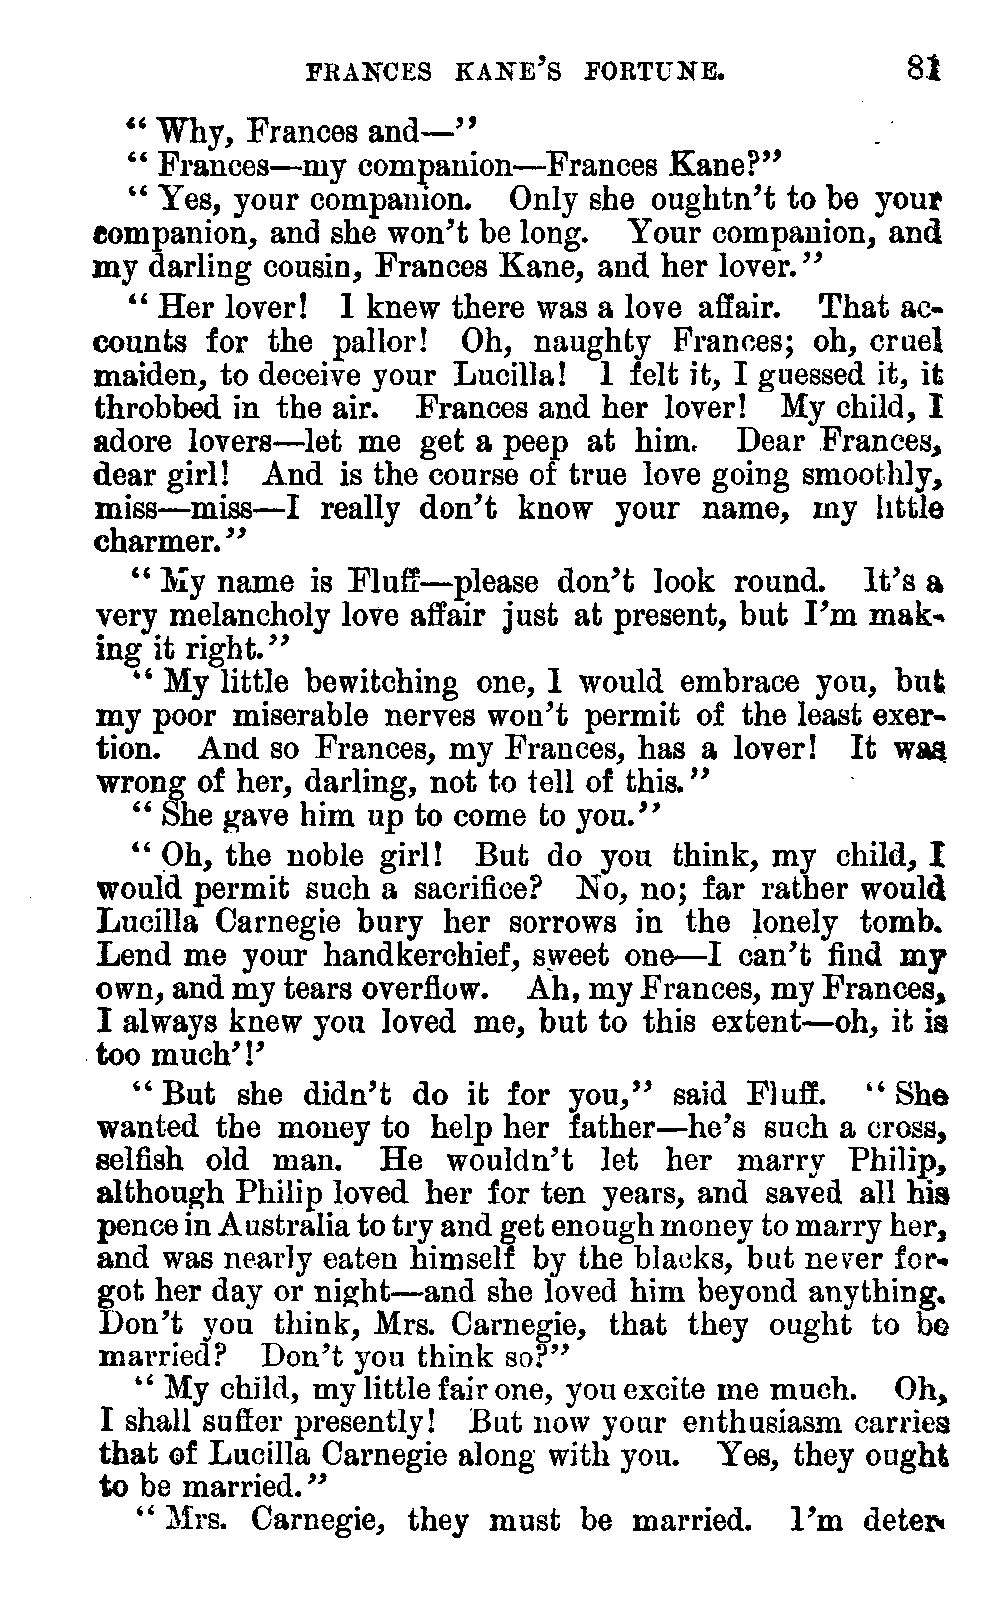 FRANCES KANE'S FORTUNE. 81
"Why, Frances and—"
"Frances—my companion—Frances Kane?"
"Yes, your companion. Only she oughtn't to be your
companion, and she won't be long. Your companion, and
my darling cousin, Frances Kane, and her lover."
"Her lover! I knew there was a love affair. That ac-
counts for the pallor! Oh, naughty Frances; oh, cruel
maiden, to deceive your Lucilla! I felt it, I guessed it, it
throbbed in the air. Frances and her lover! My child, I
adore lovers—let me get a peep at him. Dear Frances,
dear girl! And is the course of true love going smoothly,
miss—miss—I really don't know your name, my little
charmer."
"My name is Fluff—please don't look round. It's a
very melancholy love affair just at present, but I'm mak-
ing it right."
"My little bewitching one, I would embrace you, but
my poor miserable nerves won't permit of the least exer-
tion. And so Frances, my Frances, has a lover! It was
wrong of her, darling, not to tell of this."
"She gave him up to come to you."
"Oh, the noble girl! But do you think, my child, I
would permit such a sacrifice? No, no; far rather would
Lucilla Carnegie bury her sorrows in the lonely tomb.
Lend me your handkerchief, sweet one—I can't find my
own, and my tears overflow. Ah, my Frances, my Frances,
I always knew you loved me, but to this extent—oh, it is
too much'!'
"But she didn't do it for you," said Fluff. "She
wanted the money to help her father—he's such a cross,
selfish old man. He wouldn't let her marry Philip,
although Philip loved her for ten years, and saved all his
pence in Australia to try and get enough money to marry her,
and was nearly eaten himself by the blacks, but never for-
got her day or night—and she loved him beyond anything.
Don't you think, Mrs. Carnegie, that they ought to be
married? Don't you think so?"
"My child, my little fair one, you excite me much. Oh,
I shall suffer presently! But now your enthusiasm carries
that of Lucilla Carnegie along with you. Yes, they ought
to be married."
"Mrs. Carnegie, they must be married. I'm deter-